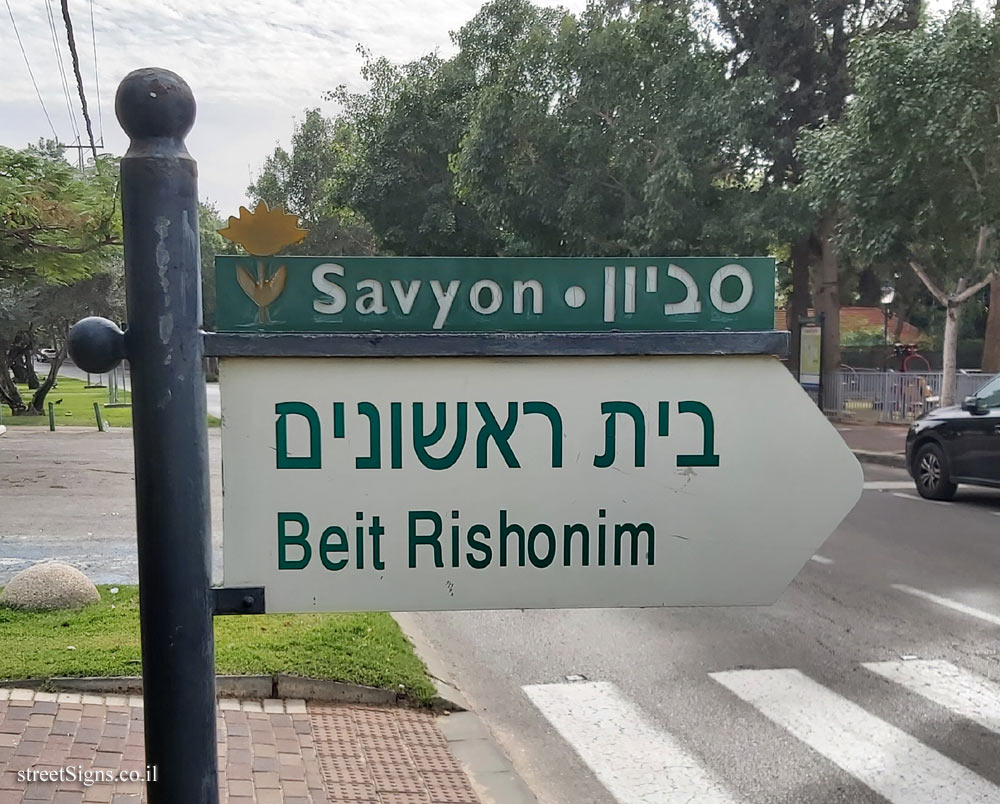 Savyon • סביון
בית ראשונים
Beit Rishonim
streetSigns.co.il